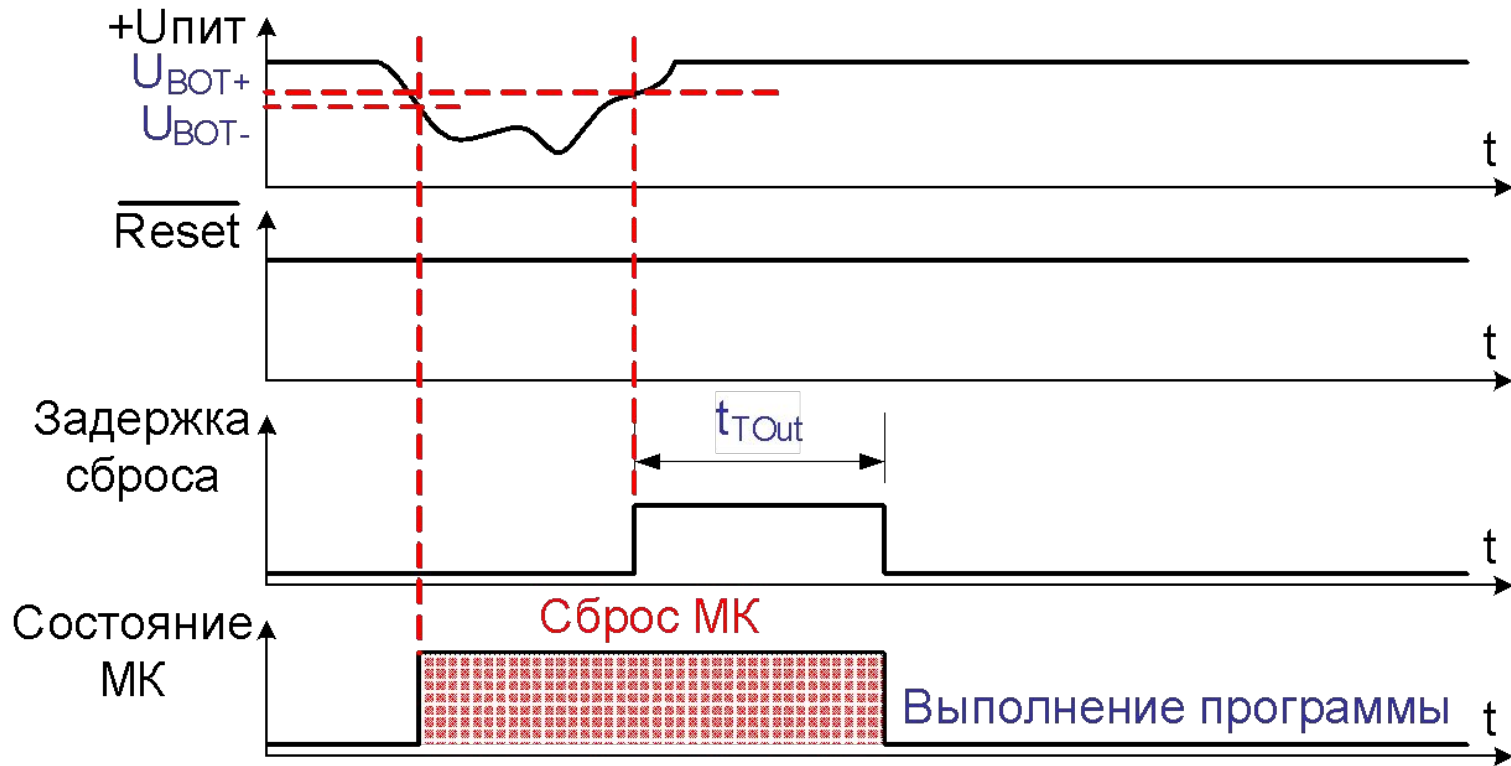 +Uпит
UBOT+
UBOT-
t
Reset
t
Задержка
сброса
tTOut
t
Состояние
МК
Сброс МК
Выполнение программы
t